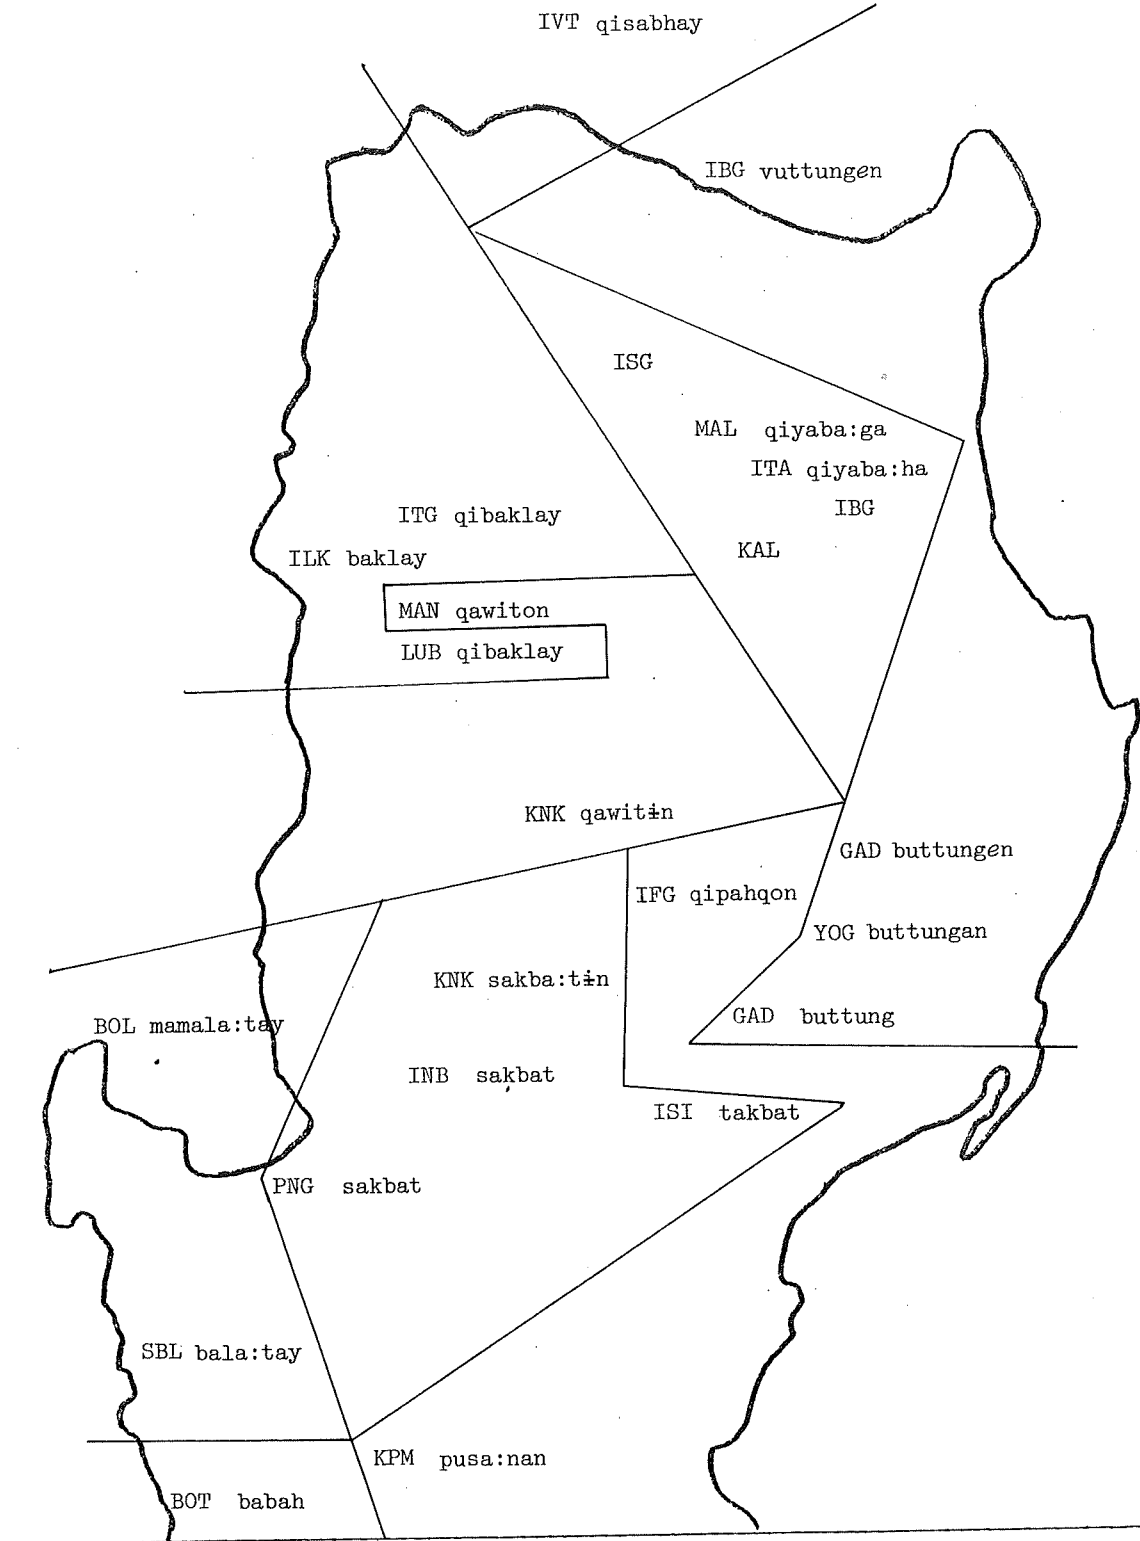 IVT qisabhay
IBG vuttungen
ISG
MAL qiyaba:ga
ITA qiyaba:ha
IBG
ITG qibaklay
KAL
ILK baklay
MAN qawiton
LUB qibaklay
KNK qawitɨn
GAD buttungen
IFG qipahqon
YOG buttungan
KNK sakba:tɨn
GAD buttung
BOL mamala:tay
INB sakbat
ISI takbat
PNG sakbat
SBL bala:tay
KPM pusa:nan
BOT babah